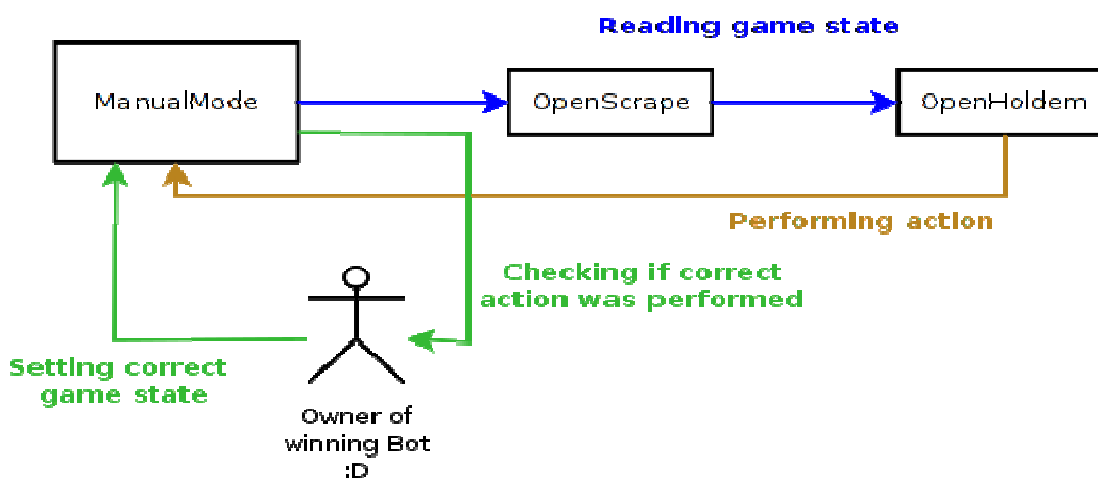 Reading game state
ManualMode
OpenScrape
OpenHoldem
Performing action
Checking if correct
action was performed
Setting correct
game state
Owner of
winning Bot
:D